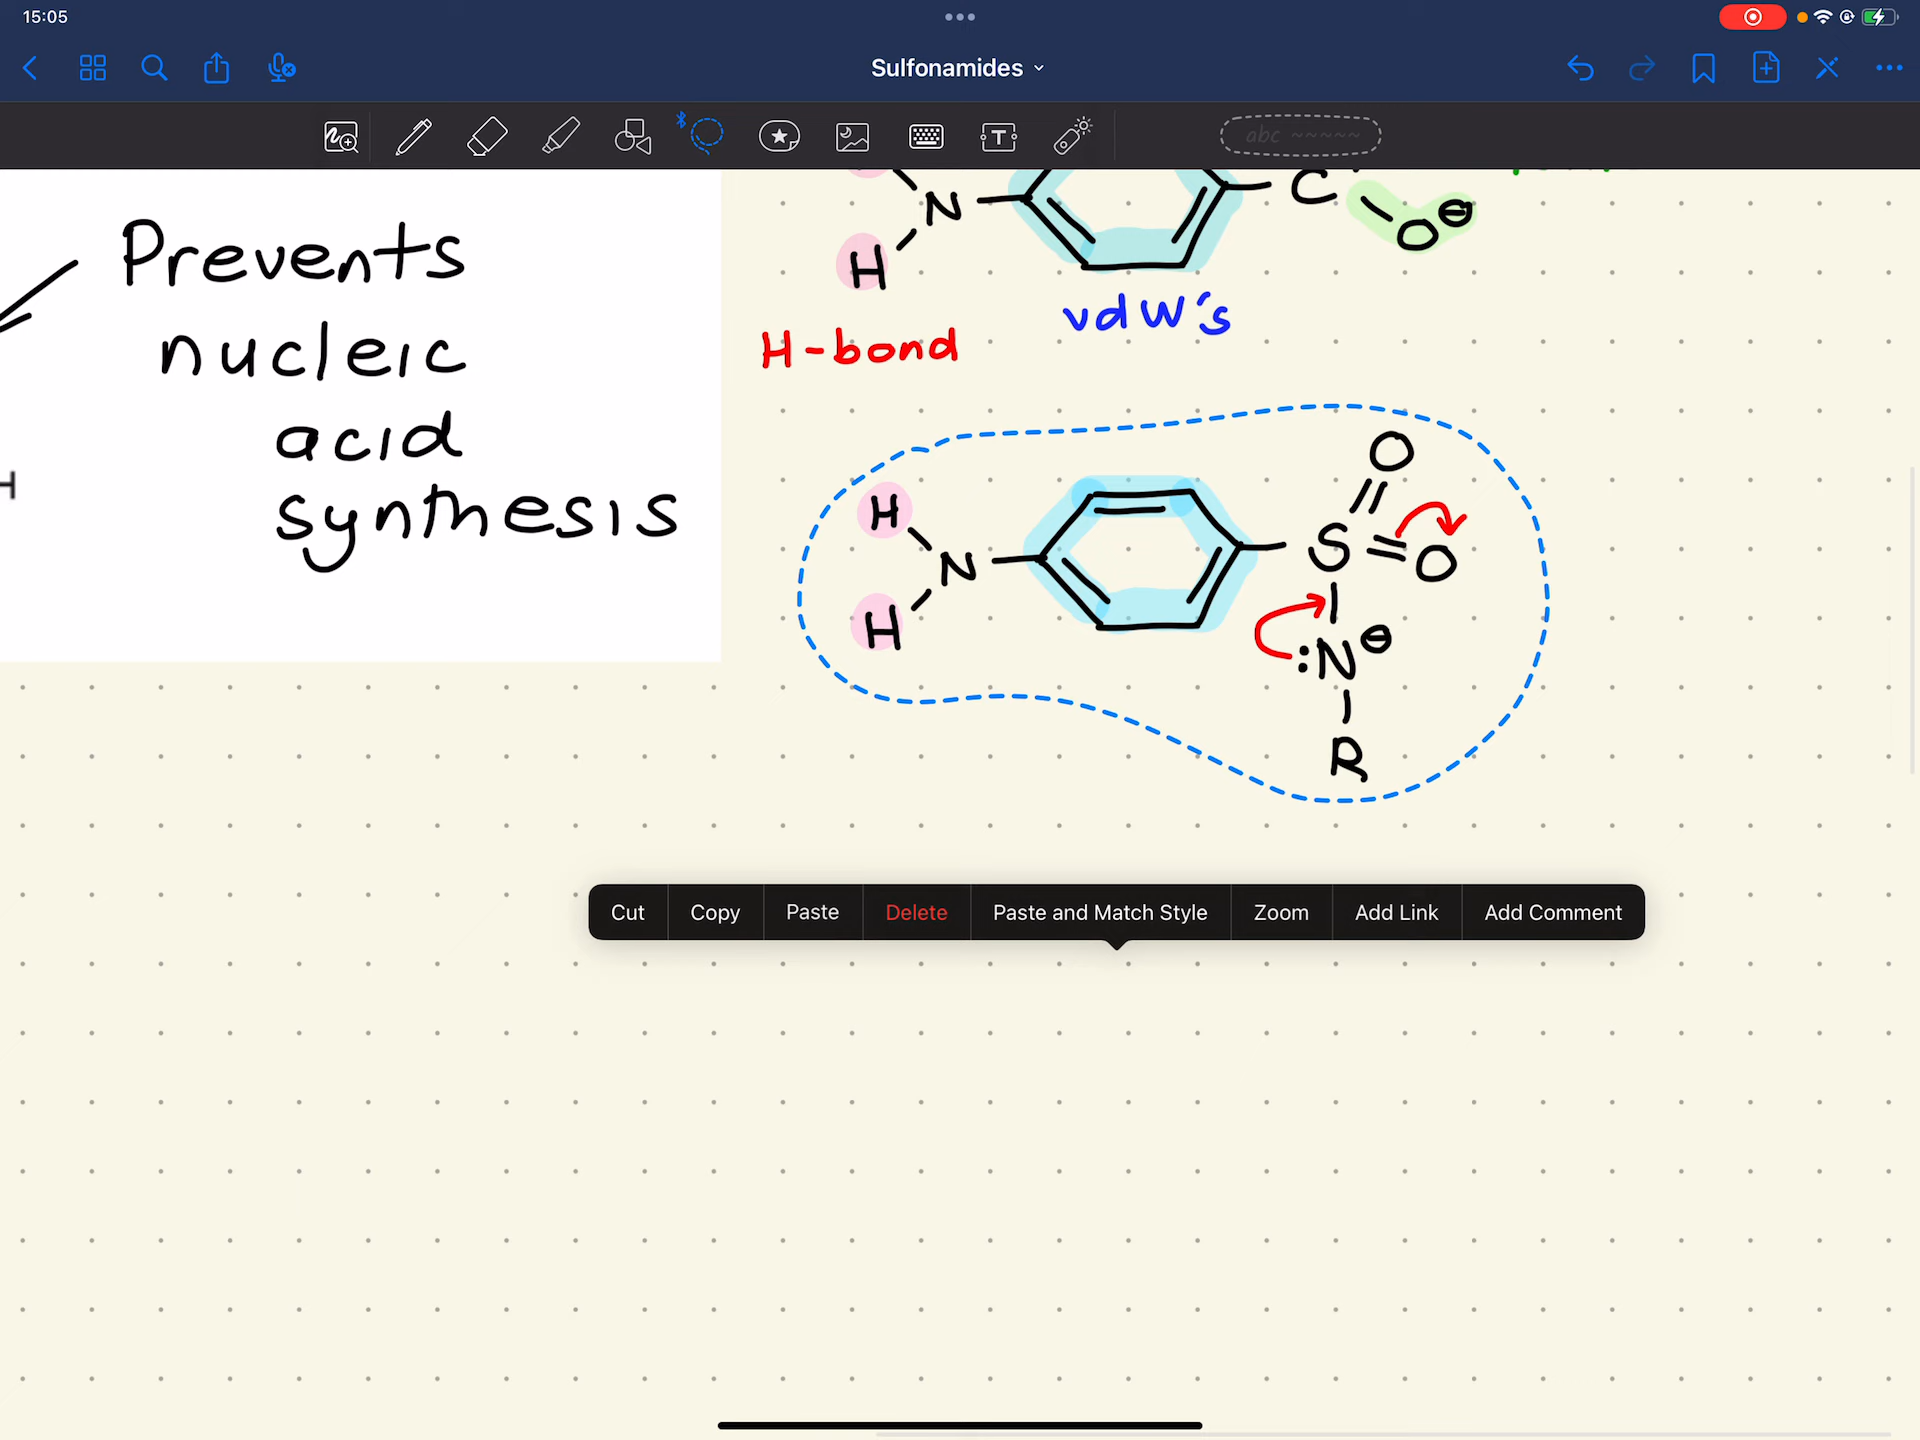 15:05
Sulfonamides
abc
Prevents
nucleic
acid
synthesis
H
N
H
C
O⊖
vdW's
H-bond
H
H
N
S
O
O
:N⊖
R
Cut Copy Paste Delete Paste and Match Style Zoom Add Link Add Comment